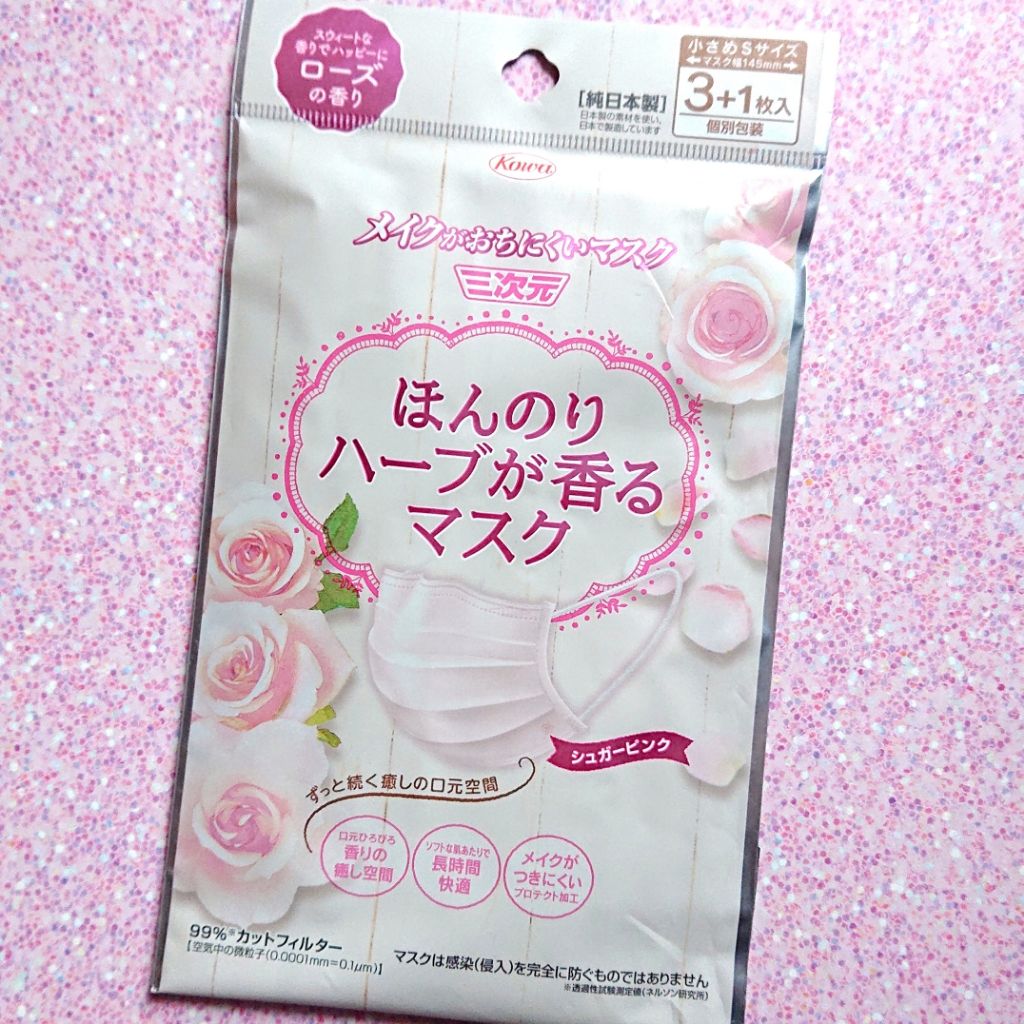 スウィートな
香りでハッピーに
ローズ
の香り
[純日本製]
日本製の素材を使い、
日本で製造しています
小さめSサイズ
←マスク幅145mm→
3+1枚入
個別包装
Kowa
メイクがおちにくいマスク
三次元
ほんのり
ハーブが香る
マスク
シュガーピンク
ずっと続く癒しの口元空間
口元ひろびろ
香りの
癒し空間
ソフトな肌あたりで
長時間
快適
メイクが
つきにくい
プロテクト加工
99%※カットフィルター
【空気中の微粒子(0.0001mm=0.1μm)】
マスクは感染(侵入)を完全に防ぐものではありません
※透過性試験測定値(ネルソン研究所)